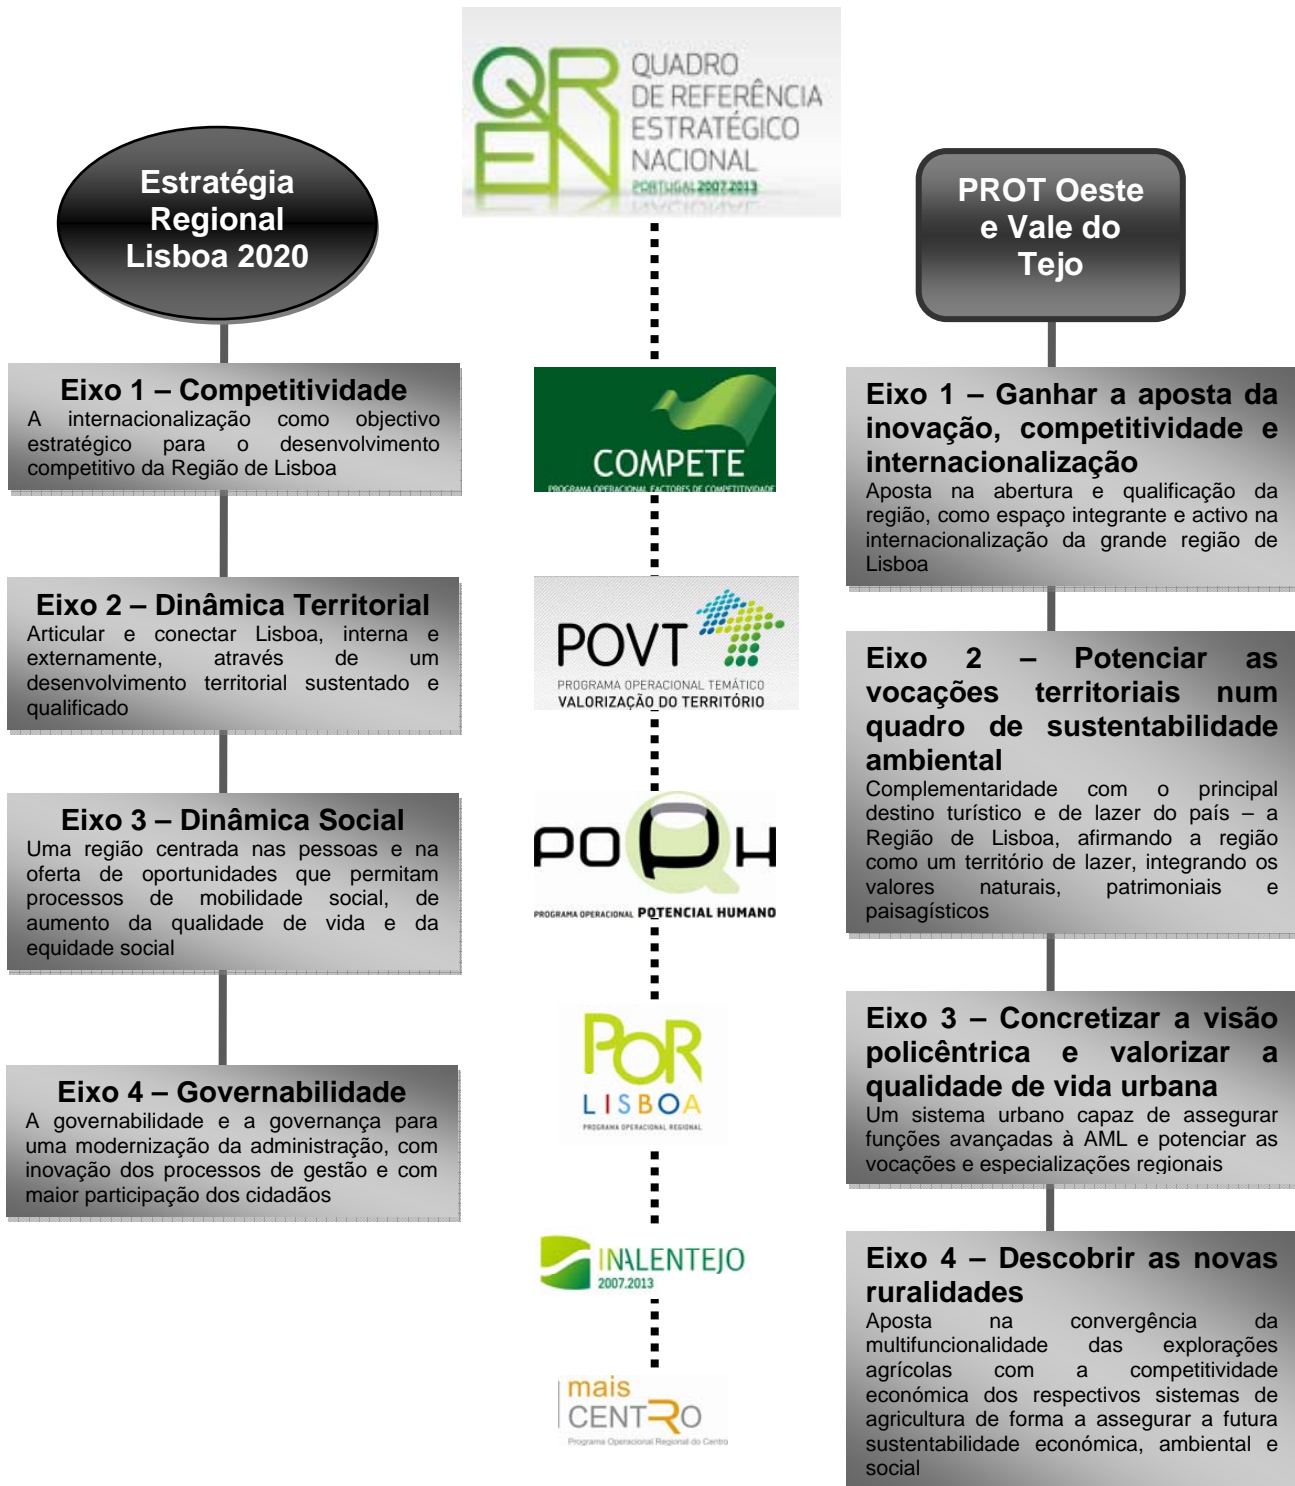 QREN
QUADRO
DE REFERÊNCIA
ESTRATÉGICO
NACIONAL
PORTUGAL 2007.2013
Estratégia
Regional
Lisboa 2020
Eixo 1 – Competitividade
A internacionalização como objectivo
estratégico para o desenvolvimento
competitivo da Região de Lisboa
Eixo 2 – Dinâmica Territorial
Articular e conectar Lisboa, interna e
externamente, através de um
desenvolvimento territorial sustentado e
qualificado
Eixo 3 – Dinâmica Social
Uma região centrada nas pessoas e na
oferta de oportunidades que permitam
processos de mobilidade social, de
aumento da qualidade de vida e da
equidade social
Eixo 4 – Governabilidade
A governabilidade e a governança para
uma modernização da administração, com
inovação dos processos de gestão e com
maior participação dos cidadãos
COMPETE
PROGRAMA OPERACIONAL FACTORES DE COMPETITIVIDADE
POVT
PROGRAMA OPERACIONAL TEMÁTICO
VALORIZAÇÃO DO TERRITÓRIO
POPH
PROGRAMA OPERACIONAL POTENCIAL HUMANO
POR
LISBOA
PROGRAMA OPERACIONAL REGIONAL
INALENTEJO
2007.2013
mais
CENTRO
Programa Operacional Regional do Centro
PROT Oeste
e Vale do
Tejo
Eixo 1 – Ganhar a aposta da
inovação, competitividade e
internacionalização
Aposta na abertura e qualificação da
região, como espaço integrante e activo na
internacionalização da grande região de
Lisboa
Eixo 2 – Potenciar as
vocações territoriais num
quadro de sustentabilidade
ambiental
Complementaridade com o principal
destino turístico e de lazer do país – a
Região de Lisboa, afirmando a região
como um território de lazer, integrando os
valores naturais, patrimoniais e
paisagísticos
Eixo 3 – Concretizar a visão
policêntrica e valorizar a
qualidade de vida urbana
Um sistema urbano capaz de assegurar
funções avançadas à AML e potenciar as
vocações e especializações regionais
Eixo 4 – Descobrir as novas
ruralidades
Aposta na convergência da
multifuncionalidade das explorações
agrícolas com a competitividade
económica dos respectivos sistemas de
agricultura de forma a assegurar a futura
sustentabilidade económica, ambiental e
social